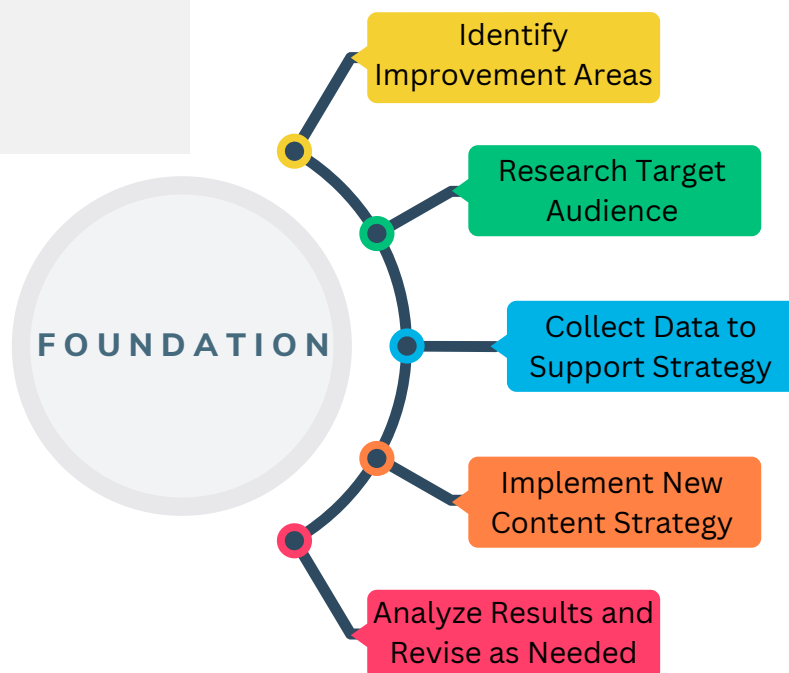 Identify
Improvement Areas
Research Target
Audience
FOUNDATION
Collect Data to
Support Strategy
Implement New
Content Strategy
Analyze Results and
Revise as Needed